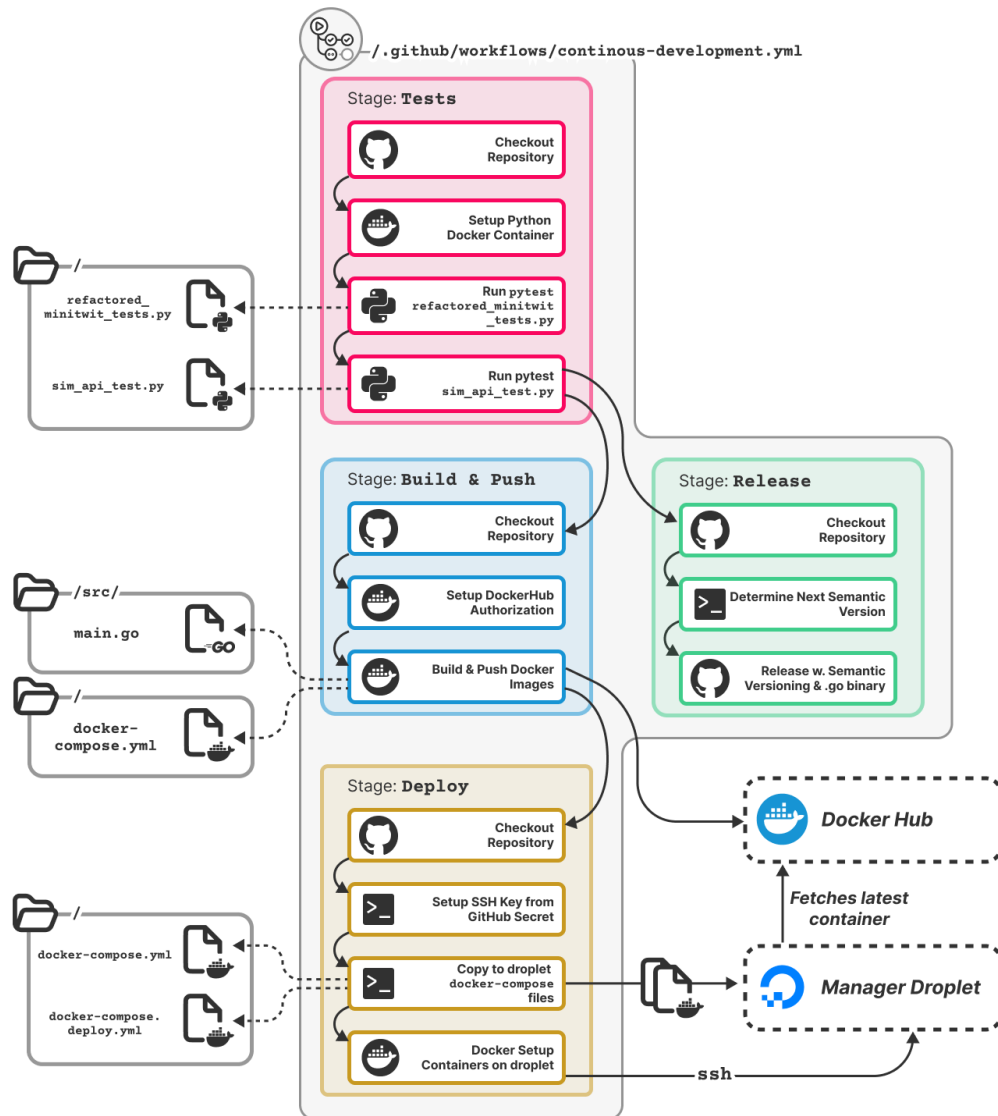 /.github/workflows/continous-development.yml
Stage: Tests
Checkout
Repository
Setup Python
Docker Container
/
refactored_
minitwit_tests.py
Run pytest
refactored_minitwit
_tests.py
sim_api_test.py
Run pytest
sim_api_test.py
Stage: Build & Push
Checkout
Repository
Setup DockerHub
Authorization
Build & Push Docker
Images
Stage: Release
Checkout
Repository
Determine Next Semantic
Version
Release w. Semantic
Versioning & .go binary
/src/
main.go
GO
/
docker-
compose.yml
Stage: Deploy
Checkout
Repository
Setup SSH Key from
GitHub Secret
Copy to droplet
docker-compose
files
Docker Setup
Containers on droplet
/
docker-compose.yml
docker-compose.
deploy.yml
Docker Hub
Fetches latest
container
Manager Droplet
ssh